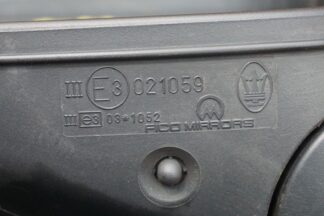 III E3 021059
III e3 03*1052
FICO MIRRORS